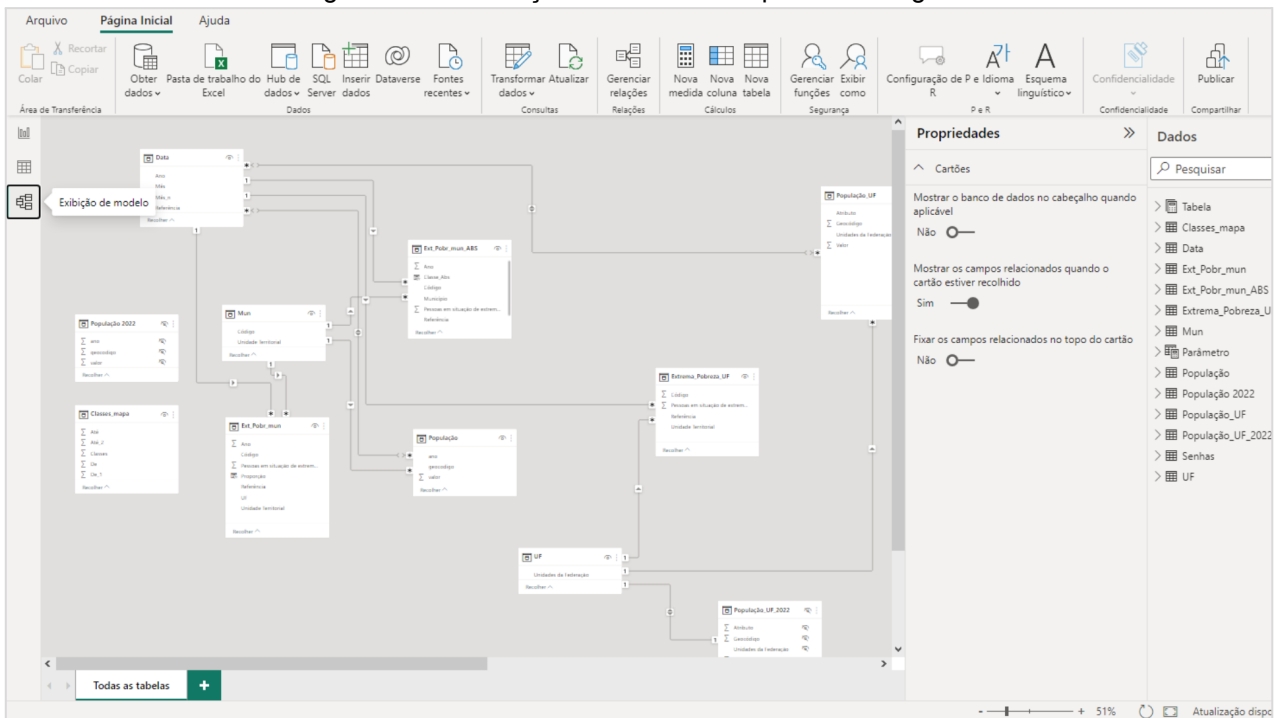 Arquivo Página Inicial Ajuda
Recortar
Copiar
Colar
Área de Transferência
Obter dados
Pasta de trabalho do Excel
Hub de dados
SQL Server
Inserir dados
Dataverse
Fontes recentes
Dados
Transformar dados
Atualizar
Consultas
Gerenciar relações
Relações
Nova medida
Nova coluna
Nova tabela
Cálculos
Gerenciar funções
Exibir como
Segurança
Configuração de P e R
Idioma
Esquema linguístico
P e R
Confidencialidade
Confidencialidade
Publicar
Compartilhar
Exibição de modelo
Data
Ano
Mês
Referência
Recolher
População_UF
Atributo
Geocódigo
Unidades da Federação
Valor
Recolher
Ext_Pobr_mun_ABS
Ano
Classe_Abs
Código
Município
Pessoas em situação de extrem...
Referência
Recolher
Mun
Código
Unidade Territorial
Recolher
População 2022
ano
geocodigo
valor
Recolher
Classes_mapa
Até
Até_2
Classes
De
De_1
Recolher
Ext_Pobr_mun
Ano
Código
Pessoas em situação de extrem...
Proporção
Referência
UF
Unidade Territorial
Recolher
População
ano
geocodigo
valor
Recolher
Extrema_Pobreza_UF
Código
Pessoas em situação de extrem...
Referência
Unidade Territorial
Recolher
UF
Unidades da Federação
Recolher
População_UF_2022
Atributo
Geocódigo
Unidades da Federação
Todas as tabelas
Propriedades
Cartões
Mostrar o banco de dados no cabeçalho quando
aplicável
Não
Mostrar os campos relacionados quando o
cartão estiver recolhido
Sim
Fixar os campos relacionados no topo do cartão
Não
Dados
Pesquisar
Tabela
Classes_mapa
Data
Ext_Pobr_mun
Ext_Pobr_mun_ABS
Extrema_Pobreza_U
Mun
Parâmetro
População
População 2022
População_UF
População_UF_2022
Senhas
UF
- + 51%
Atualização dispo